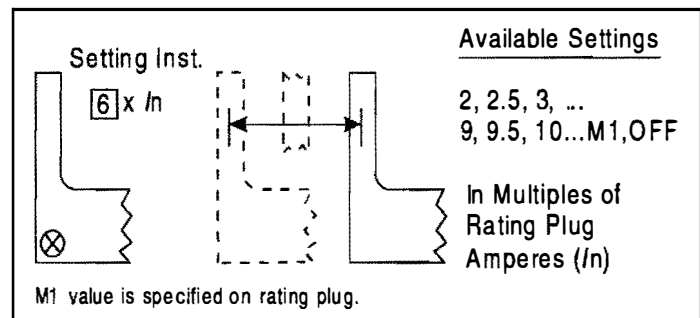 Setting Inst.
6 x In
Available Settings
2, 2.5, 3, ...
9, 9.5, 10...M1,OFF
In Multiples of
Rating Plug
Amperes (In)
M1 value is specified on rating plug.